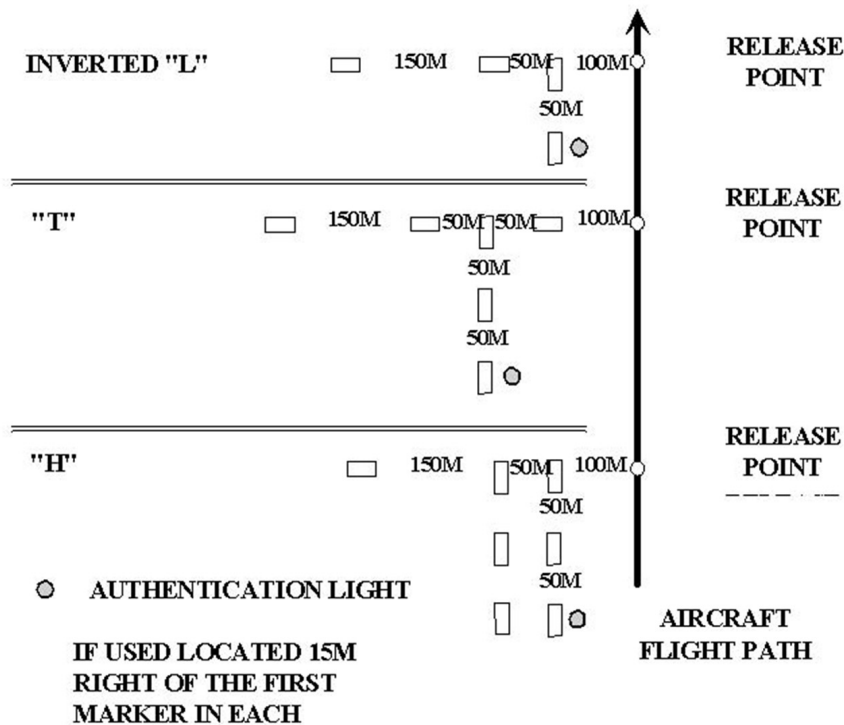 INVERTED "L" 150M 50M 100M RELEASE
POINT
50M
"T" 150M 50M 50M 100M RELEASE
POINT
50M
50M
"H" 150M 50M 100M RELEASE
POINT
50M
50M
AUTHENTICATION LIGHT
AIRCRAFT
FLIGHT PATH
IF USED LOCATED 15M
RIGHT OF THE FIRST
MARKER IN EACH